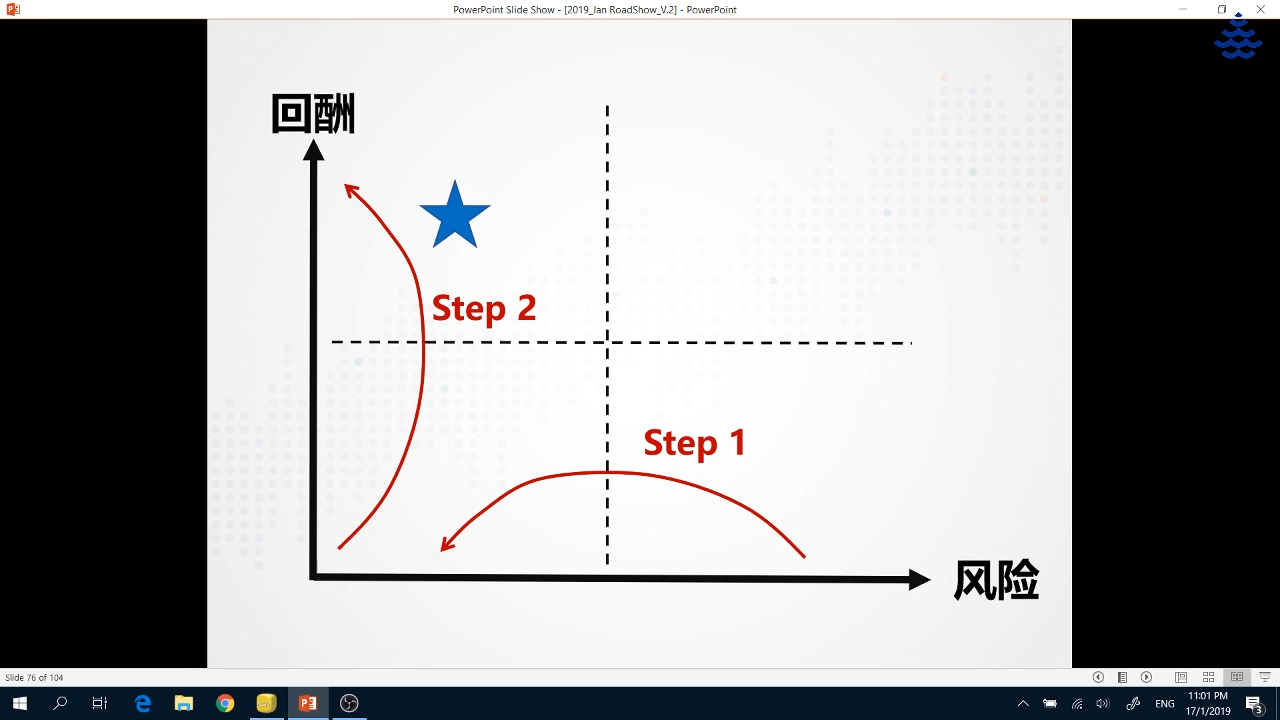 PowerPoint Slide Show - [2019_Jan RoadShow_V.2] - PowerPoint
回酬
Step 2
Step 1
风险
Slide 76 of 104
ENG
11:01 PM
17/1/2019
3